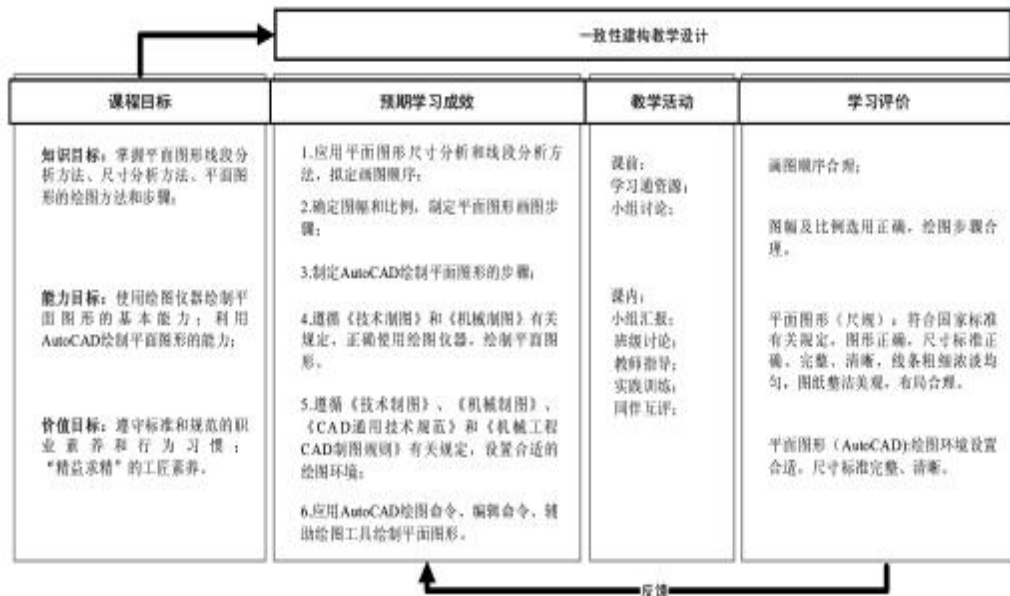 一致性建构教学设计
课程目标
预期学习成效
教学活动
学习评价
知识目标：掌握平面图形线段分
析方法、尺寸分析方法、平面图
形的绘图方法和步骤；
能力目标：使用绘图仪器绘制平
面图形的基本能力；利用
AutoCAD绘制平面图形的能力；
价值目标：遵守标准和规范的职
业素养和行为习惯；
“精益求精”的工匠素养。
1.应用平面图形尺寸分析和线段分析方
法，拟定画图顺序；
2.确定图幅和比例，制定平面图形画图步
骤；
3.制定AutoCAD绘制平面图形的步骤；
4.遵循《技术制图》和《机械制图》有关
规定，正确使用绘图仪器，绘制平面图
形。
5.遵循《技术制图》、《机械制图》、
《CAD通用技术规范》和《机械工程
CAD制图规则》有关规定，设置合适的
绘图环境；
6.应用AutoCAD绘图命令、编辑命令、辅
助绘图工具绘制平面图形。
课前：
学习通资源；
小组讨论；
课内：
小组汇报；
班级讨论；
教师指导；
实践训练；
同伴互评；
画图顺序合理；
图幅及比例选用正确，绘图步骤合
理。
平面图形（尺规）：符合国家标准
有关规定，图形正确，尺寸标准正
确、完整、清晰，线条粗细浓淡均
匀，图纸整洁美观，布局合理。
平面图形（AutoCAD):绘图环境设置
合适，尺寸标准完整、清晰。
反馈